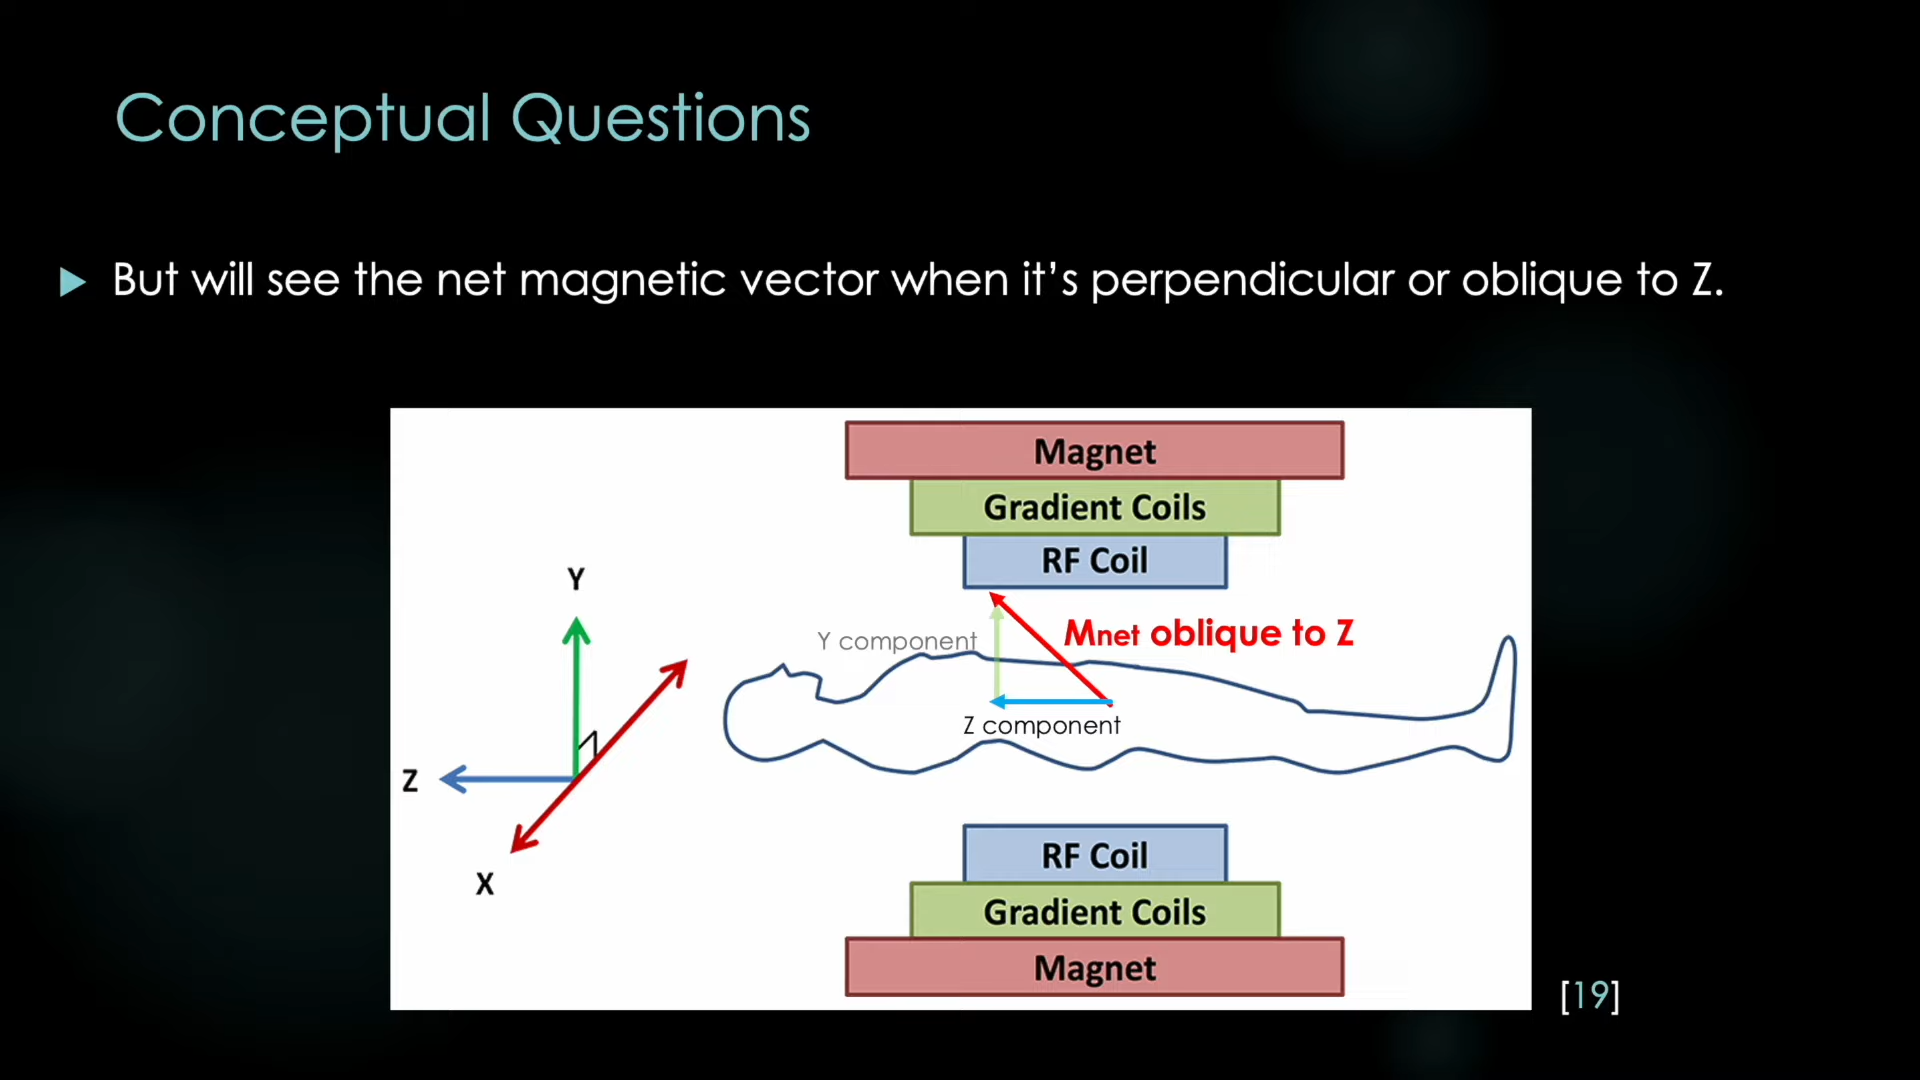 Conceptual Questions
But will see the net magnetic vector when it's perpendicular or oblique to Z.
Magnet
Gradient Coils
RF Coil
Y
Y component
Mnet oblique to Z
Z component
Z
X
RF Coil
Gradient Coils
Magnet
[19]